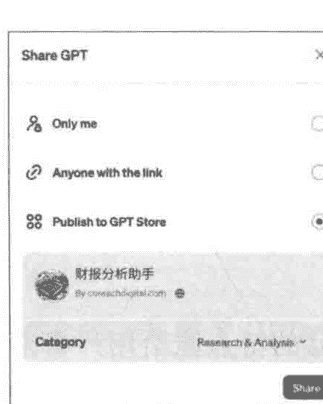 Share GPT
Only me
Anyone with the link
Publish to GPT Store
财报分析助手
Category
Research & Analysis
Share